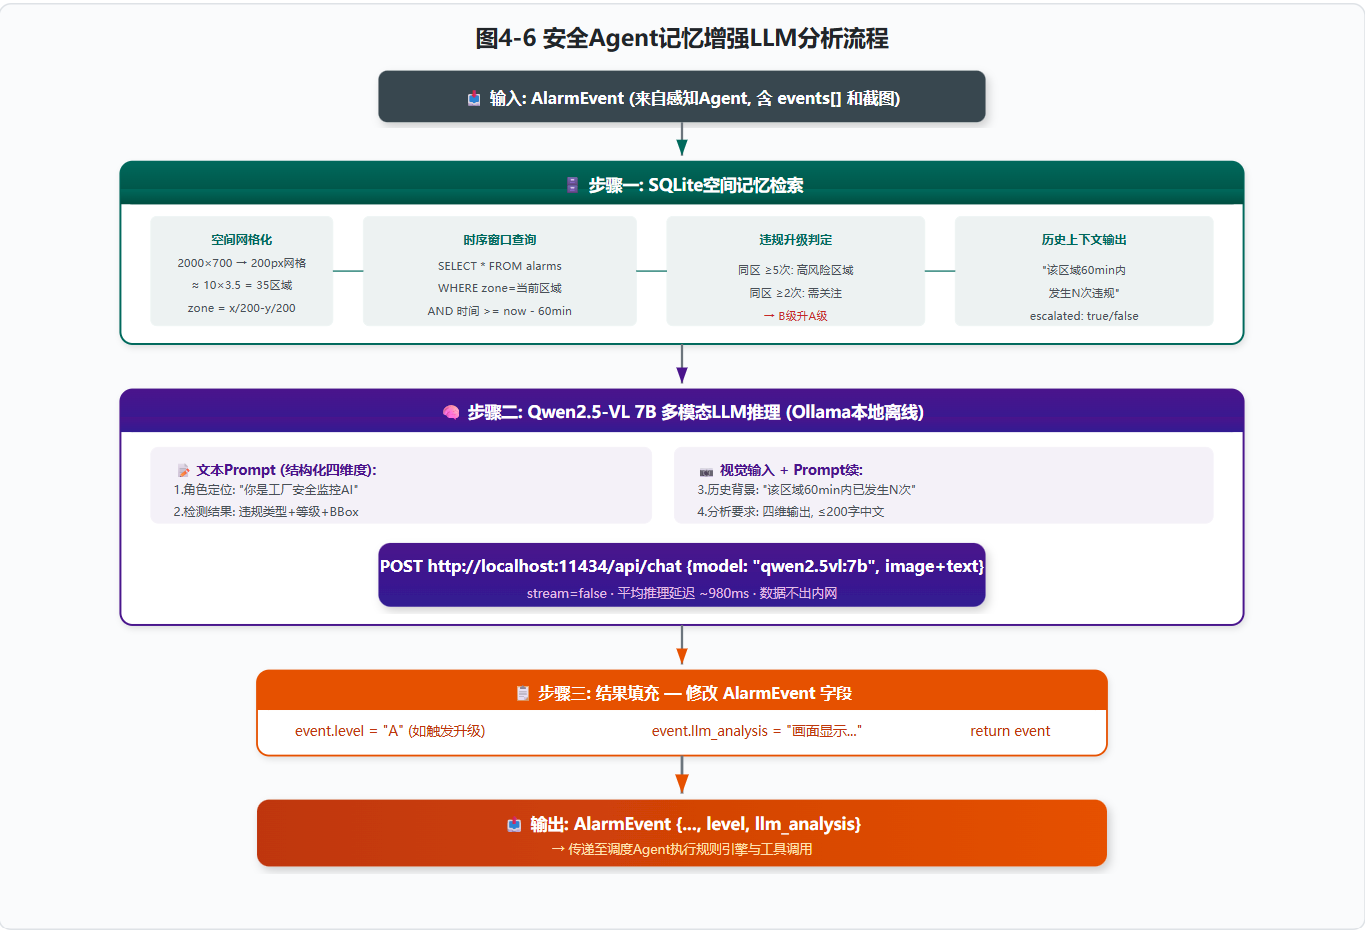 图4-6 安全Agent记忆增强LLM分析流程
输入: AlarmEvent (来自感知Agent, 含 events[] 和截图)
步骤一: SQLite空间记忆检索
空间网格化
2000×700 → 200px网格
≈ 10×3.5 = 35区域
zone = x/200-y/200
时序窗口查询
SELECT * FROM alarms
WHERE zone=当前区域
AND 时间 >= now - 60min
违规升级判定
同区 ≥5次: 高风险区域
同区 ≥2次: 需关注
→ B级升A级
历史上下文输出
"该区域60min内
发生N次违规"
escalated: true/false
步骤二: Qwen2.5-VL 7B 多模态LLM推理 (Ollama本地离线)
文本Prompt (结构化四维度):
1.角色定位: "你是工厂安全监控AI"
2.检测结果: 违规类型+等级+BBox
视觉输入 + Prompt续:
3.历史背景: "该区域60min内已发生N次"
4.分析要求: 四维输出, ≤200字中文
POST http://localhost:11434/api/chat {model: "qwen2.5vl:7b", image+text}
stream=false · 平均推理延迟 ~980ms · 数据不出内网
步骤三: 结果填充 — 修改 AlarmEvent 字段
event.level = "A" (如触发升级)
event.llm_analysis = "画面显示..."
return event
输出: AlarmEvent {..., level, llm_analysis}
→ 传递至调度Agent执行规则引擎与工具调用